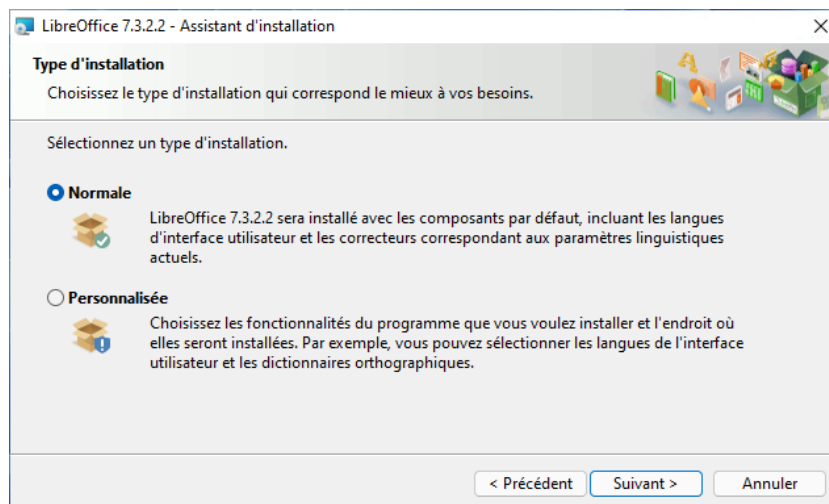 LibreOffice 7.3.2.2 - Assistant d'installation
Type d'installation
Choisissez le type d'installation qui correspond le mieux à vos besoins.
Sélectionnez un type d'installation.
Normale
LibreOffice 7.3.2.2 sera installé avec les composants par défaut, incluant les langues
d'interface utilisateur et les correcteurs correspondant aux paramètres linguistiques
actuels.
Personnalisée
Choisissez les fonctionnalités du programme que vous voulez installer et l'endroit où
elles seront installées. Par exemple, vous pouvez sélectionner les langues de l'interface
utilisateur et les dictionnaires orthographiques.
< Précédent Suivant > Annuler